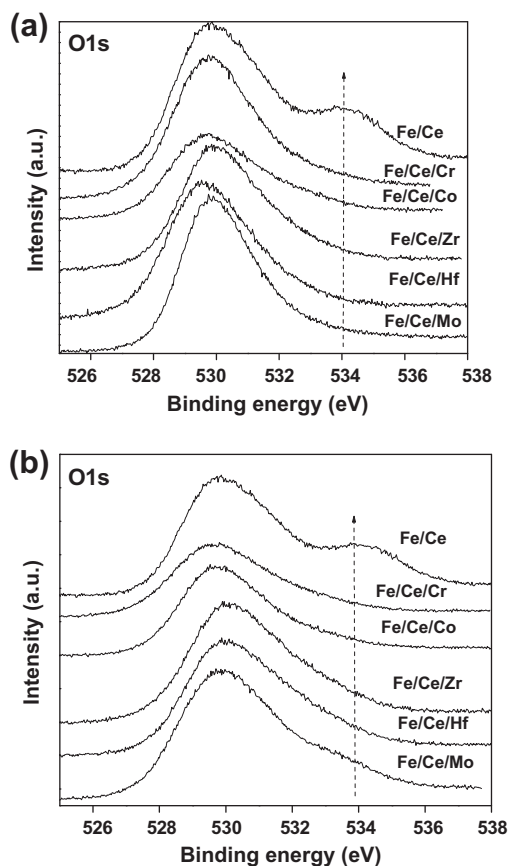 (a)
O1s
Fe/Ce
Fe/Ce/Cr
Fe/Ce/Co
Fe/Ce/Zr
Fe/Ce/Hf
Fe/Ce/Mo
Intensity (a.u.)
526 528 530 532 534 536 538
Binding energy (eV)
(b)
O1s
Fe/Ce
Fe/Ce/Cr
Fe/Ce/Co
Fe/Ce/Zr
Fe/Ce/Hf
Fe/Ce/Mo
Intensity (a.u.)
526 528 530 532 534 536 538
Binding energy (eV)